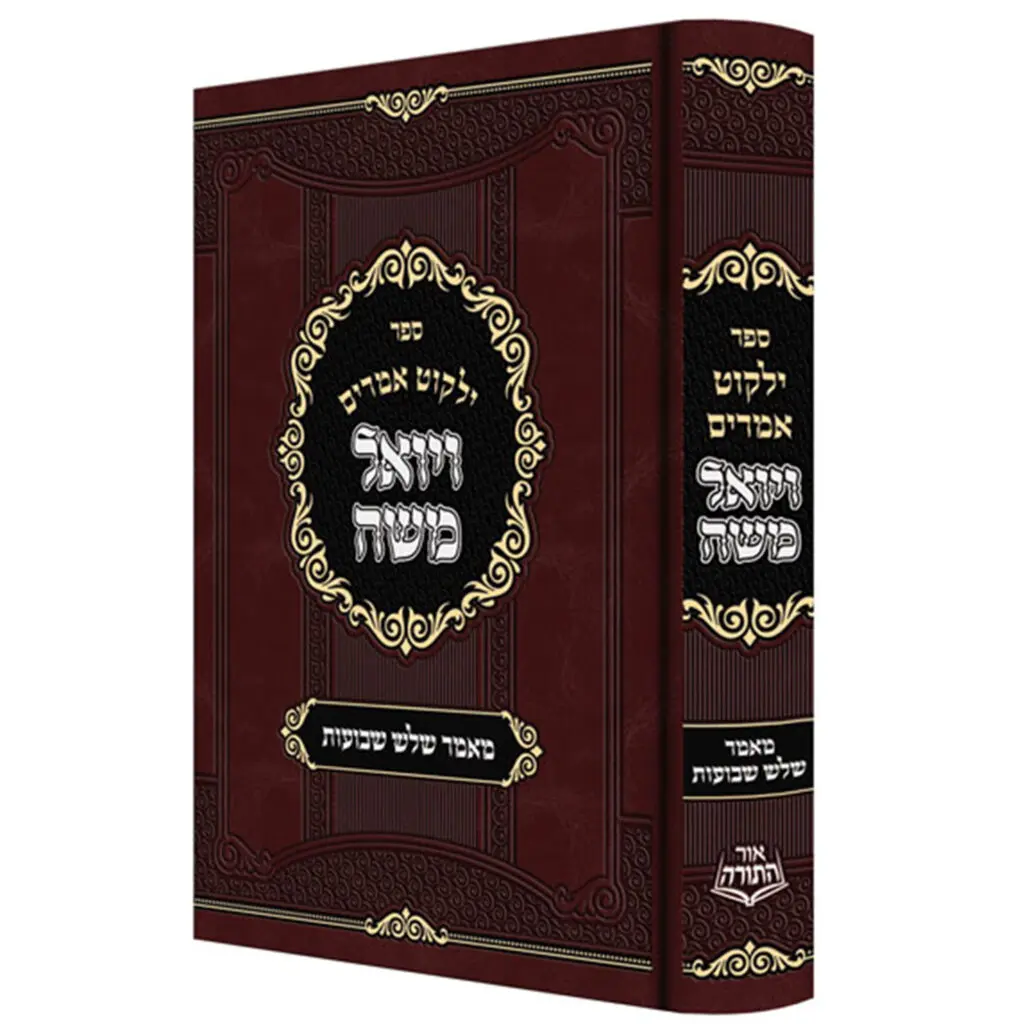 ספר
ילקוט אמרים
ויואל
משה
מאמר שלש שבועות
ספר
ילקוט
אמרים
ויואל
משה
מאמר
שלש שבועות
אור
התורה